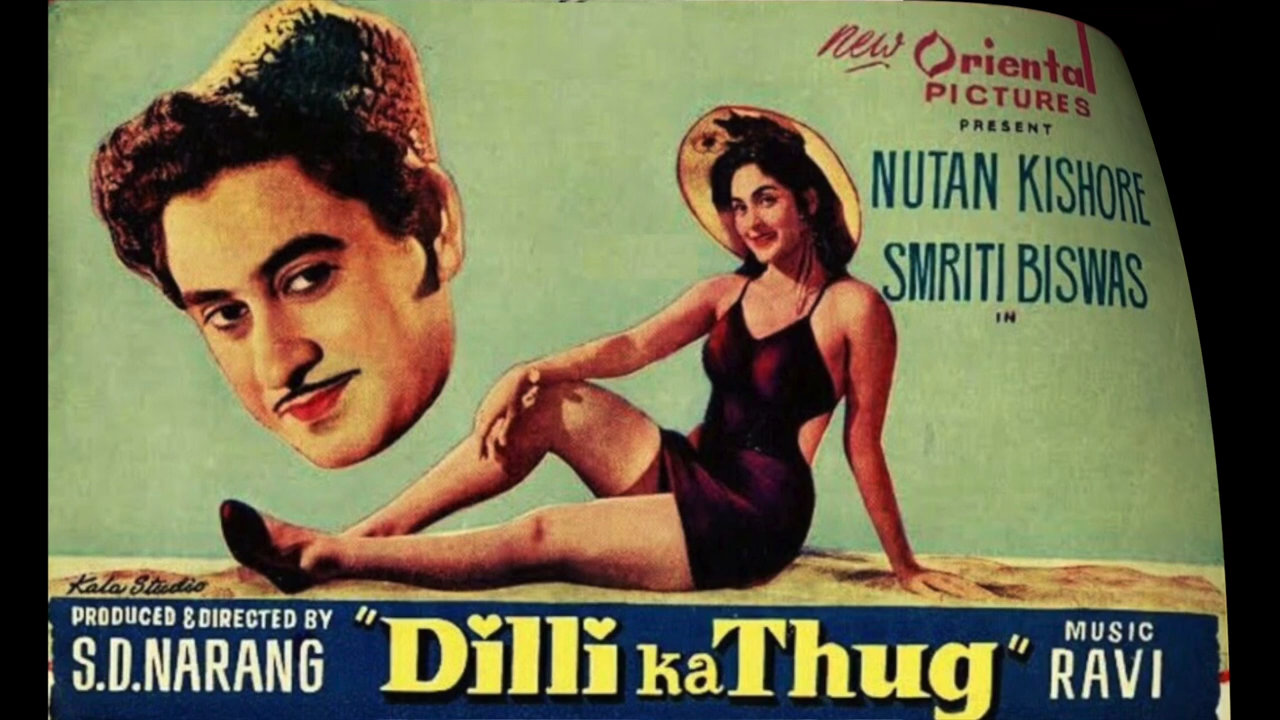 New Oriental
PICTURES
PRESENT
NUTAN KISHORE
SMRITI BISWAS
IN
Kala Studio
PRODUCED & DIRECTED BY
S.D.NARANG
"Dilli ka Thug"
MUSIC
RAVI